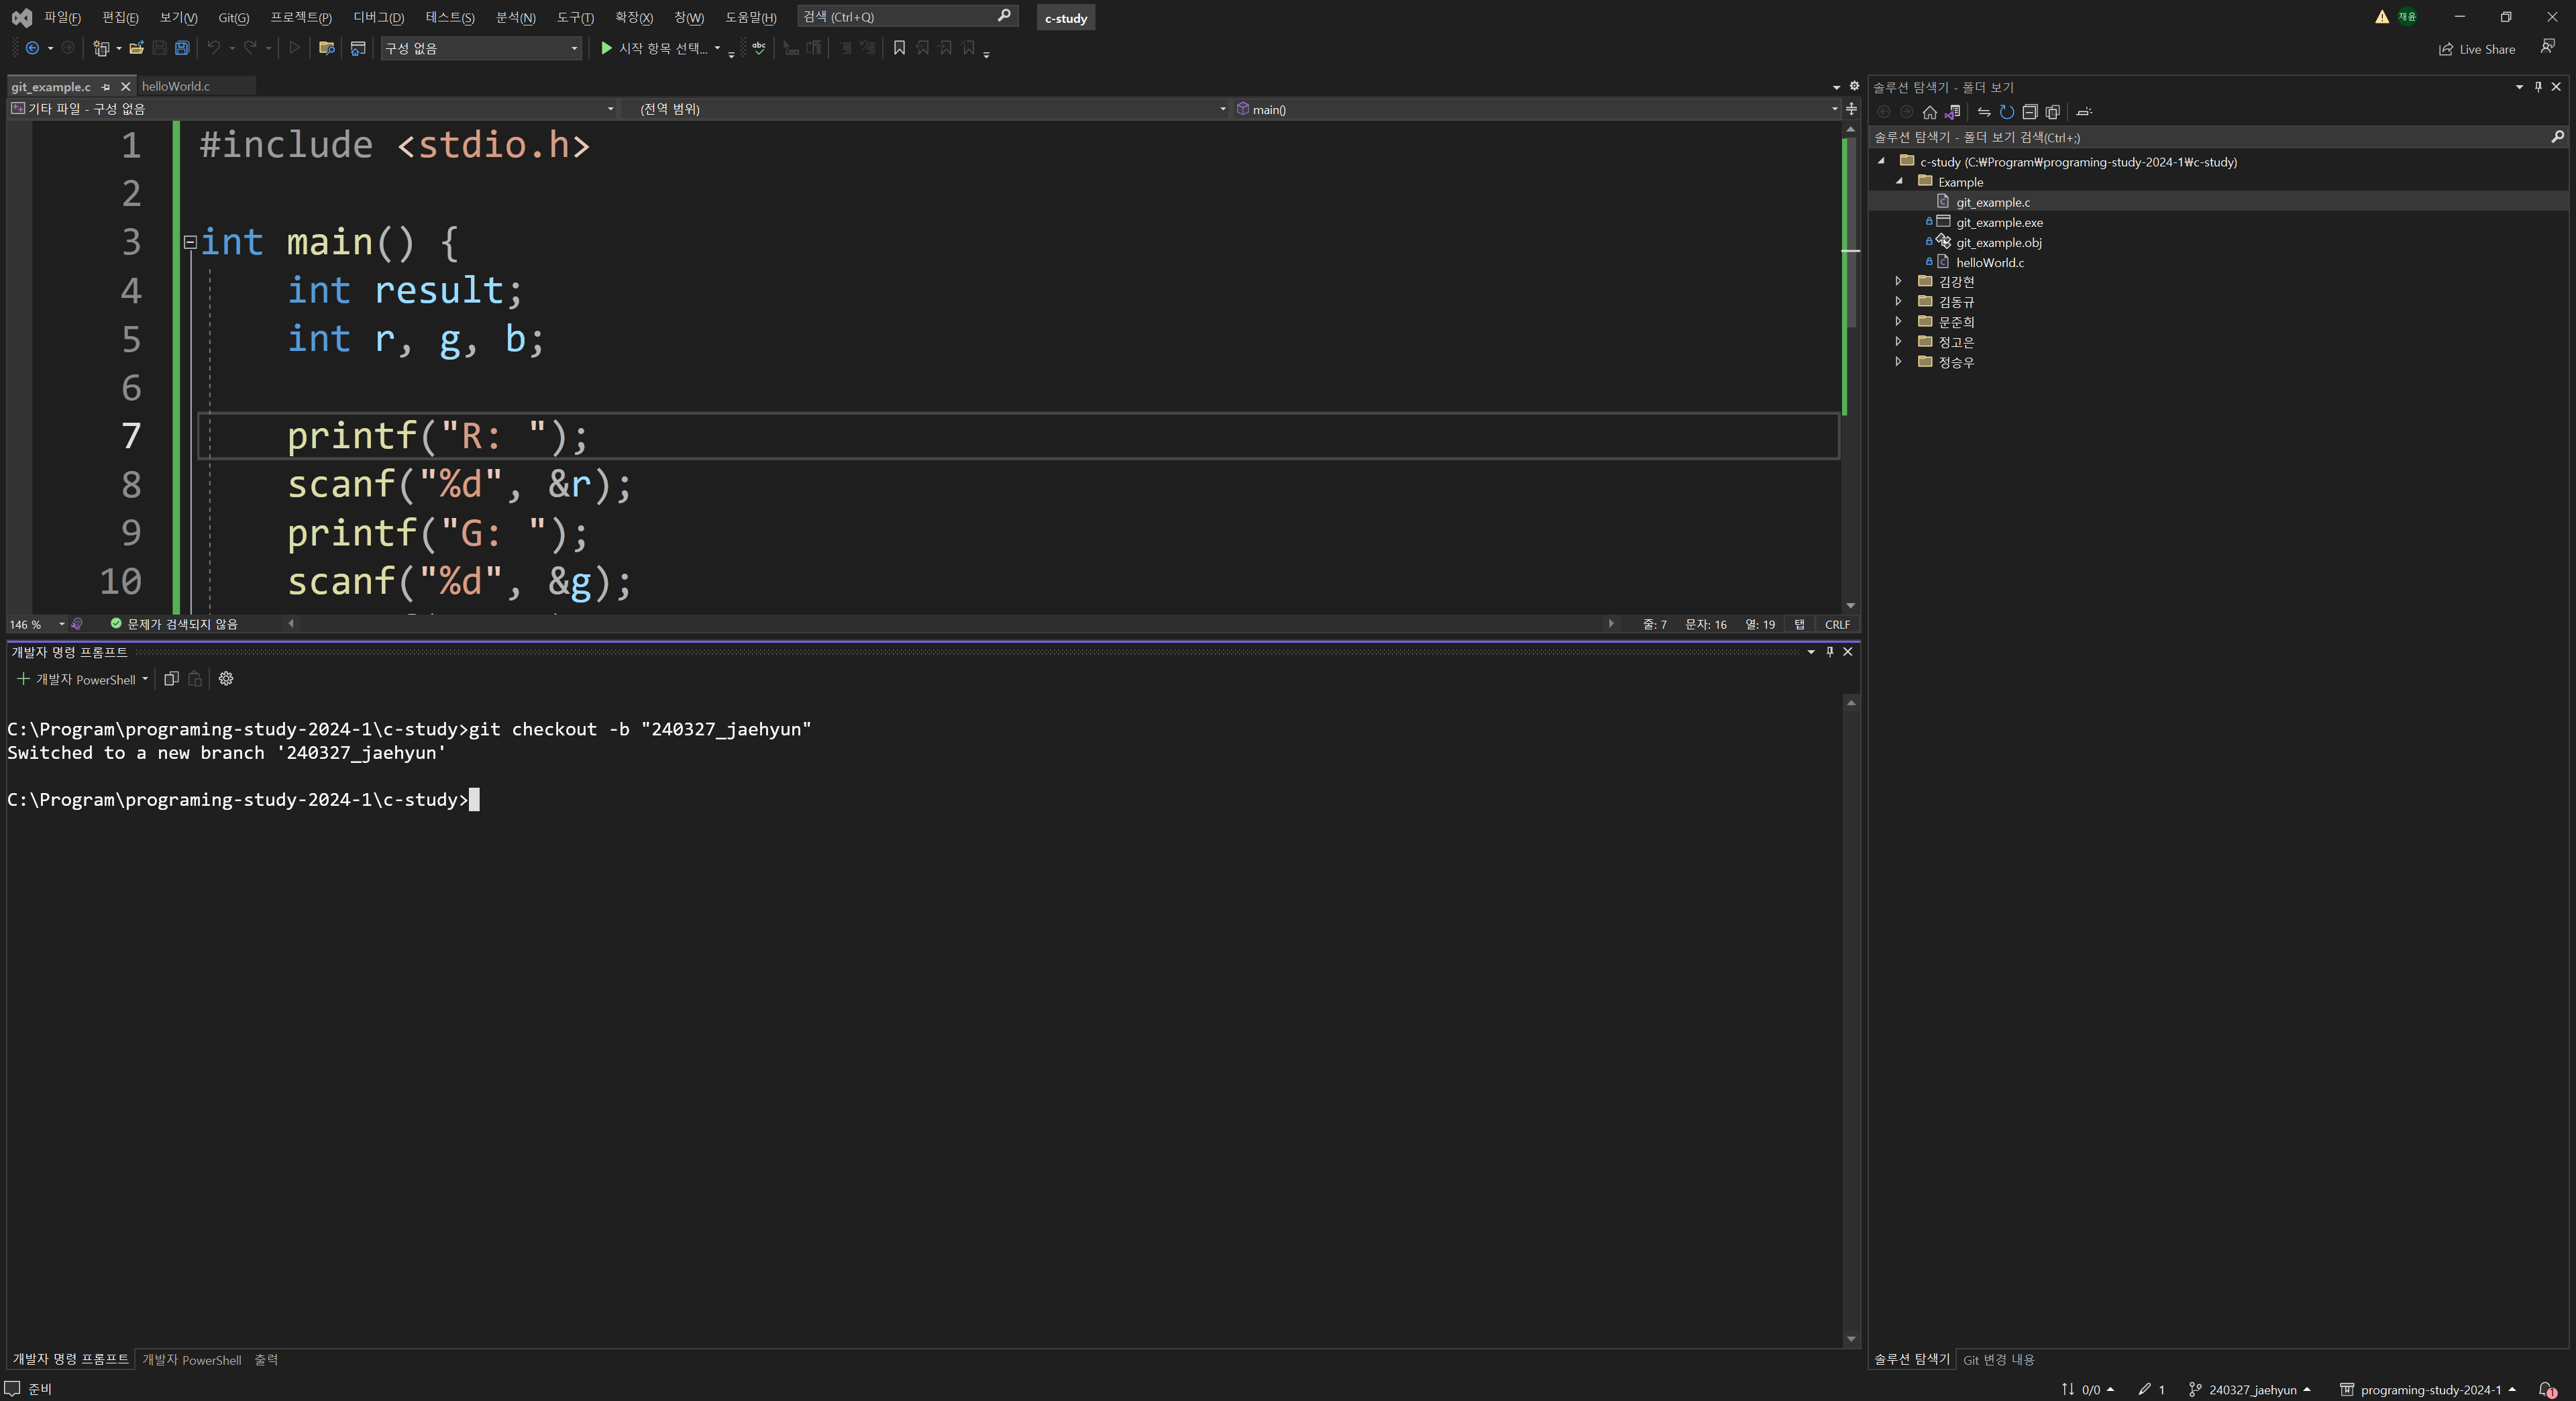 파일(F) 편집(E) 보기(V) Git(G) 프로젝트(P) 디버그(D) 테스트(S) 분석(N) 도구(T) 확장(X) 창(W) 도움말(H) 검색 (Ctrl+Q) c-study 재윤
구성 없음 시작 항목 선택... abc Live Share
git_example.c helloWorld.c
기타 파일 - 구성 없음 (전역 범위) main()
1 #include <stdio.h>
2
3 int main() {
4 int result;
5 int r, g, b;
6
7 printf("R: ");
8 scanf("%d", &r);
9 printf("G: ");
10 scanf("%d", &g);
146 % 문제가 검색되지 않음 줄: 7 문자: 16 열: 19 탭 CRLF
개발자 명령 프롬프트
개발자 PowerShell
C:\Program\programing-study-2024-1\c-study>git checkout -b "240327_jaehyun"
Switched to a new branch '240327_jaehyun'
C:\Program\programing-study-2024-1\c-study>
개발자 명령 프롬프트 개발자 PowerShell 출력
솔루션 탐색기 - 폴더 보기
솔루션 탐색기 - 폴더 보기 검색(Ctrl+;)
c-study (C:₩Program₩programing-study-2024-1₩c-study)
Example
git_example.c
git_example.exe
git_example.obj
helloWorld.c
김강현
김동규
문준희
정고은
정승우
솔루션 탐색기 Git 변경 내용
준비 0/0 1 240327_jaehyun programing-study-2024-1 1